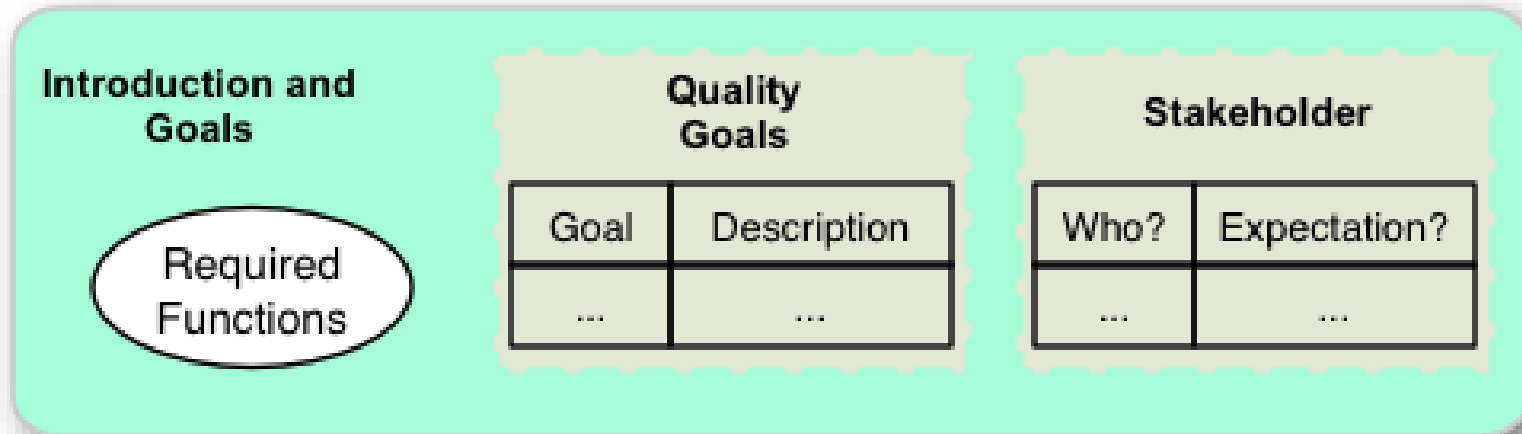 Introduction and
Goals
Required
Functions
Quality
Goals
Goal Description
... ...
Stakeholder
Who? Expectation?
... ...